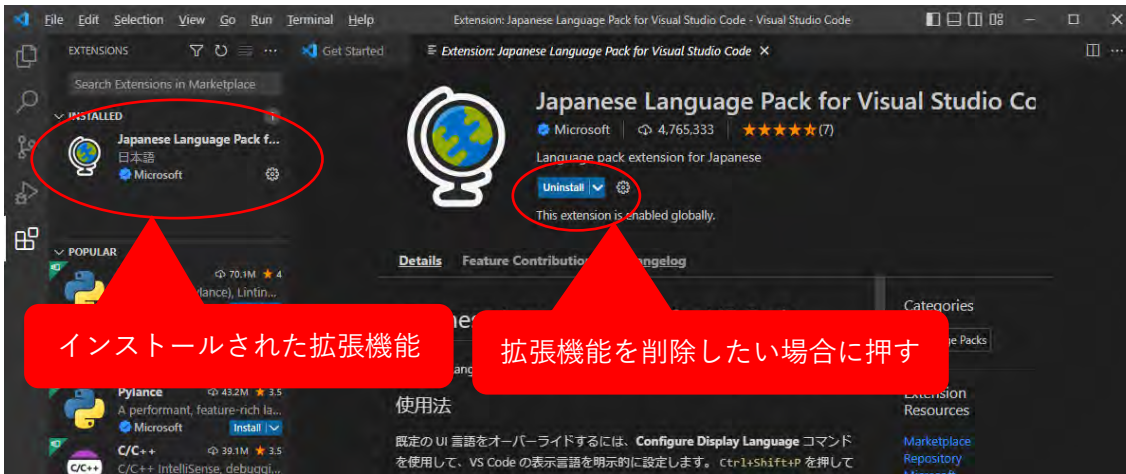 File Edit Selection View Go Run Terminal Help
Extension: Japanese Language Pack for Visual Studio Code - Visual Studio Code
EXTENSIONS
Get Started
Extension: Japanese Language Pack for Visual Studio Code
Search Extensions in Marketplace
INSTALLED
1
Japanese Language Pack f...
日本語
Microsoft
Japanese Language Pack for Visual Studio Cc
Microsoft
4,765,333
(7)
Language pack extension for Japanese
Uninstall
This extension is enabled globally.
POPULAR
70.1M 4
Lintin...
インストールされた拡張機能
Pylance 43.2M 3.5
A performant, feature-rich la...
Microsoft Install
C/C++ 39.1M 3.5
C/C++ IntelliSense, debuggi...
Details Feature
拡張機能を削除したい場合に押す
使用法
既定の UI 言語をオーバーライドするには、Configure Display Language コマンド
を使用して、VS Code の表示言語を明示的に設定します。 Ctrl+Shift+P を押して
Categories
Packs
Extension
Resources
Marketplace
Repository